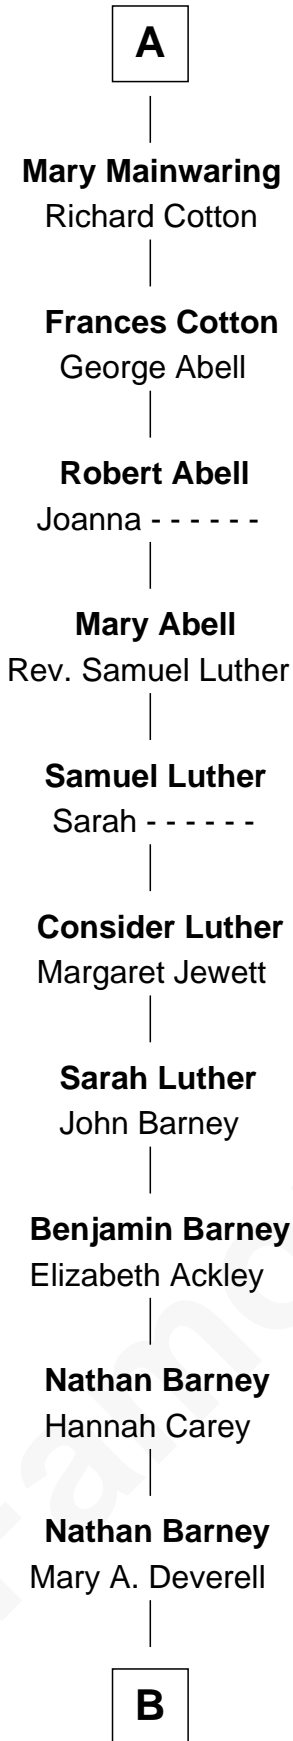 A
Mary Mainwaring
Richard Cotton
Frances Cotton
George Abell
Robert Abell
Joanna - - - - - -
Mary Abell
Rev. Samuel Luther
Samuel Luther
Sarah - - - - - -
Consider Luther
Margaret Jewett
Sarah Luther
John Barney
Benjamin Barney
Elizabeth Ackley
Nathan Barney
Hannah Carey
Nathan Barney
Mary A. Deverell
B